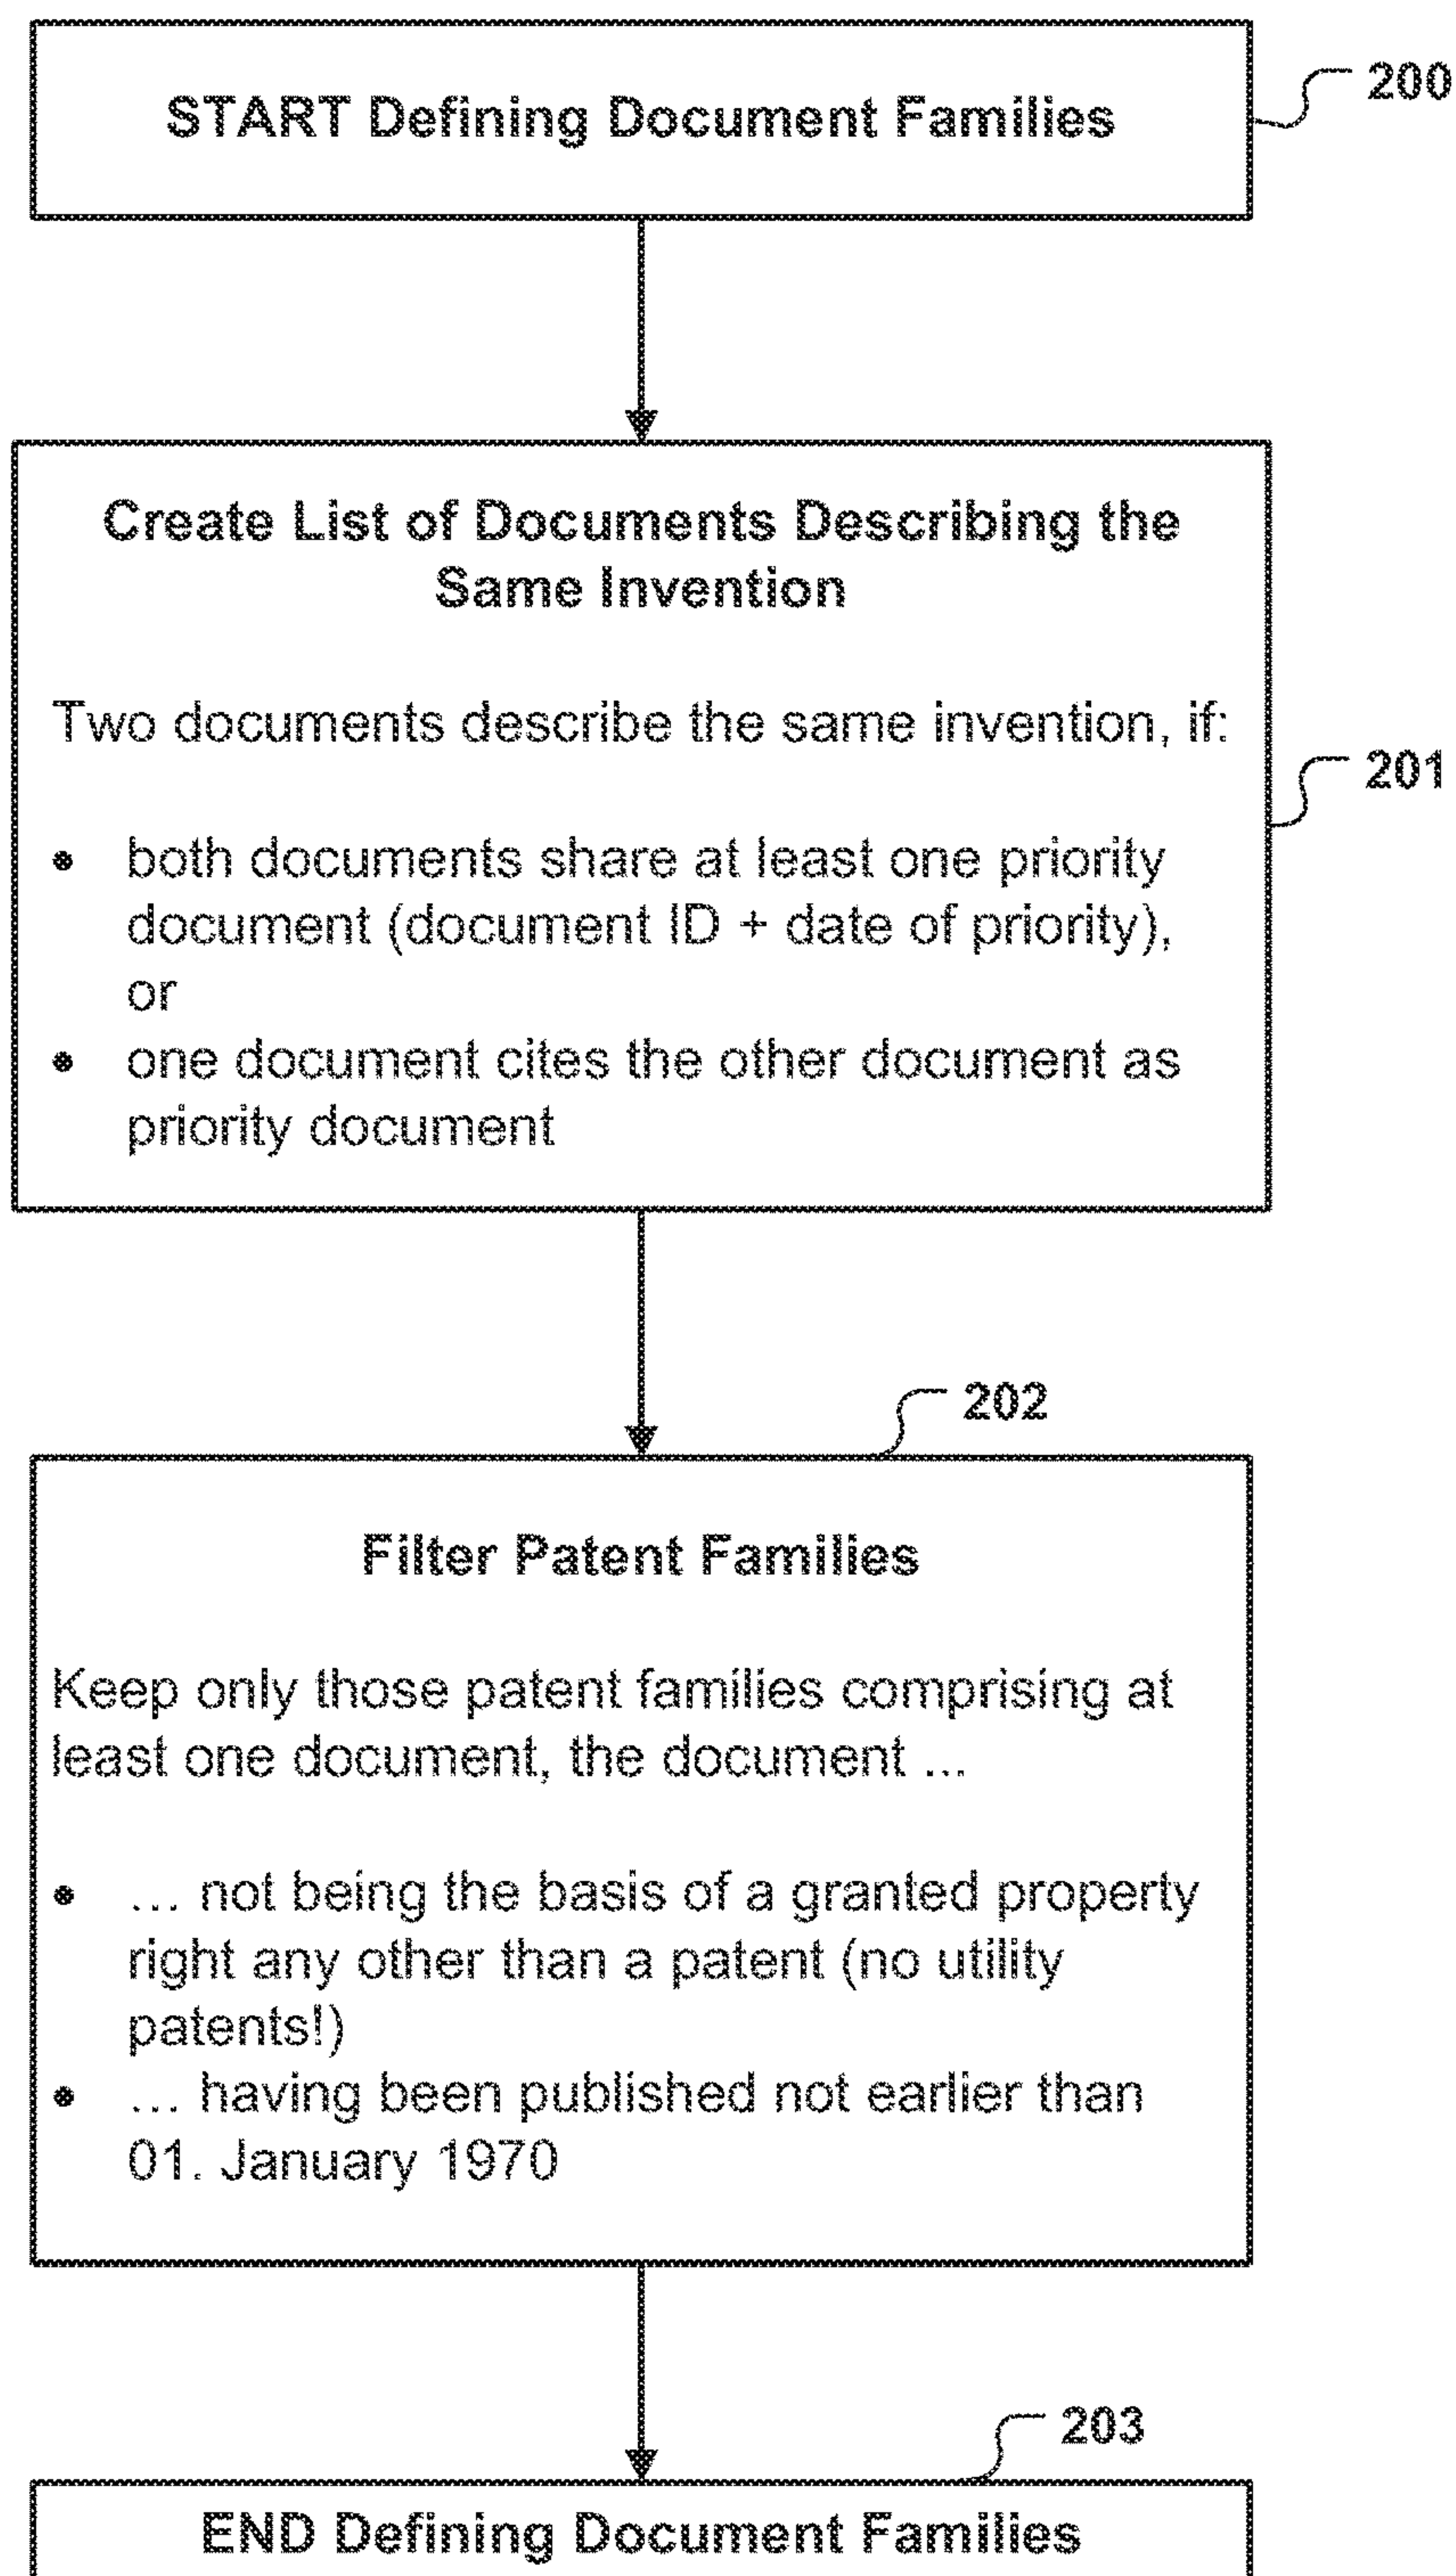 START Defining Document Families
200
Create List of Documents Describing the
Same Invention
Two documents describe the same invention, if:
201
• both documents share at least one priority
document (document ID + date of priority),
or
• one document cites the other document as
priority document
202
Filter Patent Families
Keep only those patent families comprising at
least one document, the document ...
• ... not being the basis of a granted property
right any other than a patent (no utility
patents!)
• ... having been published not earlier than
01. January 1970
203
END Defining Document Families